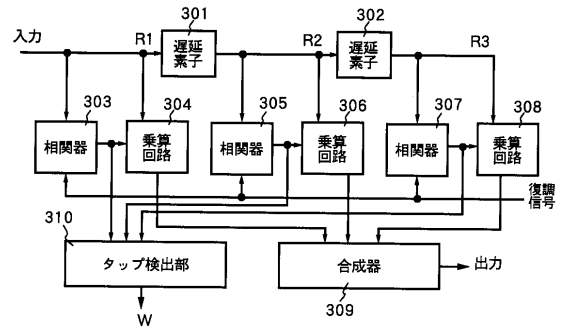 301
302
入力
R1
遅延
素子
R2
遅延
素子
R3
303
304
305
306
307
308
相関器
乗算
回路
相関器
乗算
回路
相関器
乗算
回路
復調
信号
310
タップ検出部
合成器
出力
309
W